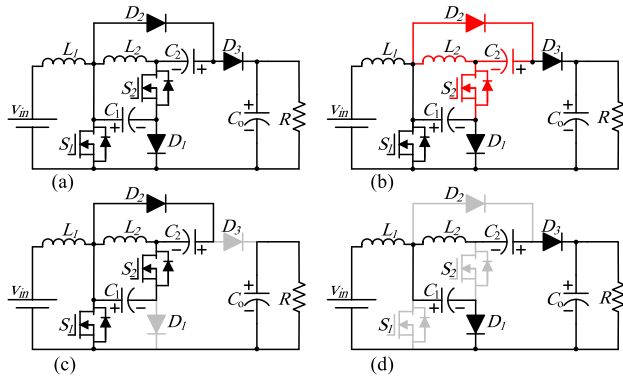 D2
L1
L2
C2
D3
S2
vin
C1
+
-
Co
R
S1
D1
(a)
D2
L1
L2
C2
D3
S2
vin
C1
Co
R
S1
D1
(b)
D2
L1
L2
C2
D3
S2
vin
C1
Co
R
S1
D1
(c)
D2
L1
L2
C2
D3
S2
vin
C1
Co
R
S1
D1
(d)